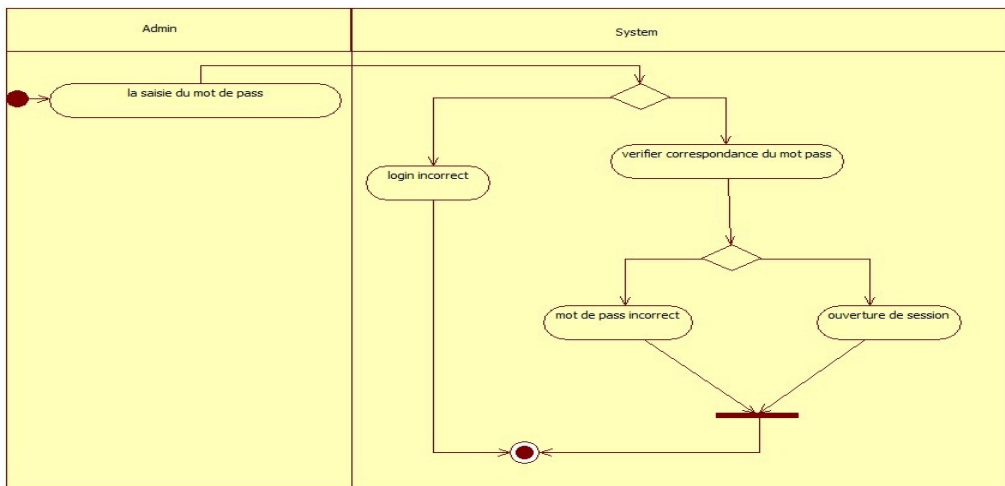 Admin
System
la saisie du mot de pass
verifier correspondance du mot pass
login incorrect
mot de pass incorrect
ouverture de session